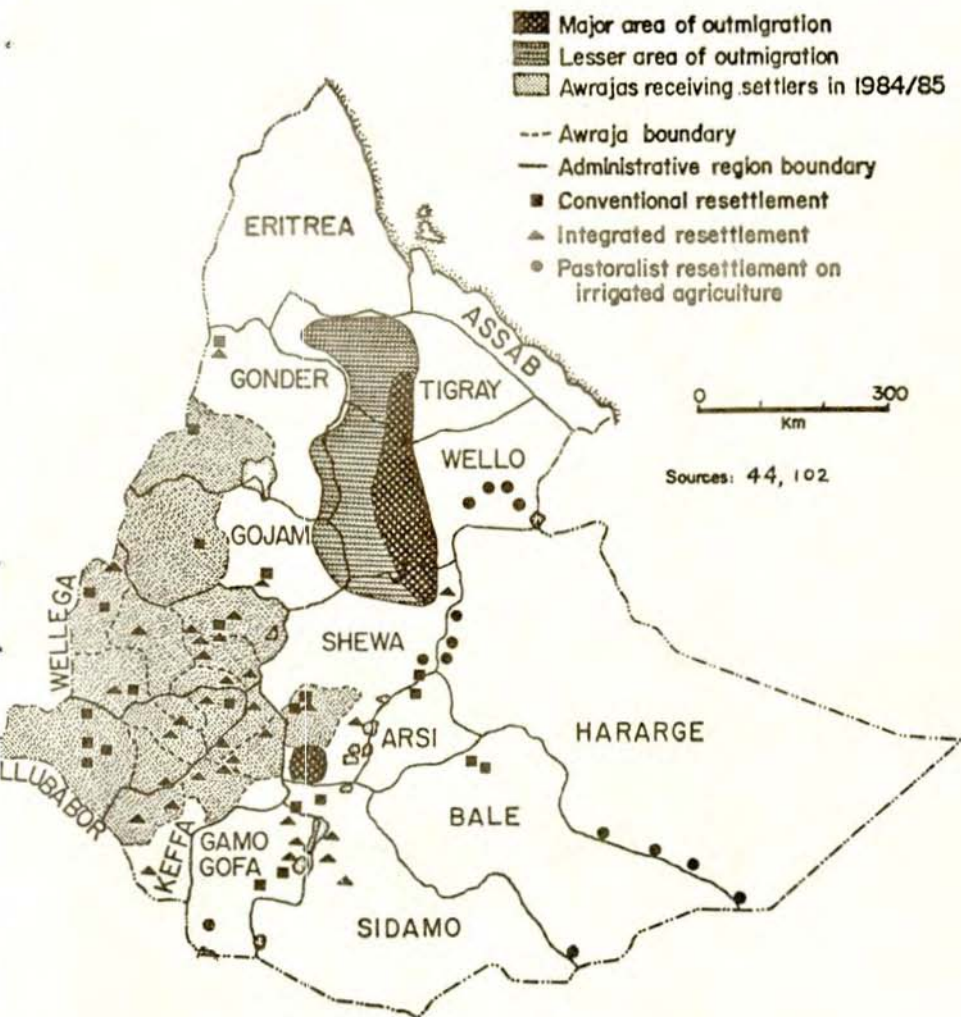 Major area of outmigration
Lesser area of outmigration
Awrajas receiving settlers in 1984/85
Awraja boundary
Administrative region boundary
Conventional resettlement
Integrated resettlement
Pastoralist resettlement on
irrigated agriculture
ERITREA
ASSAB
GONDER
TIGRAY
0 300
Km
WELLO
Sources: 44, 102
GOJAM
WELLEGA
SHEWA
ARSI
HARARGE
LLUBABOR
BALE
KEFFA
GAMO
GOFA
SIDAMO